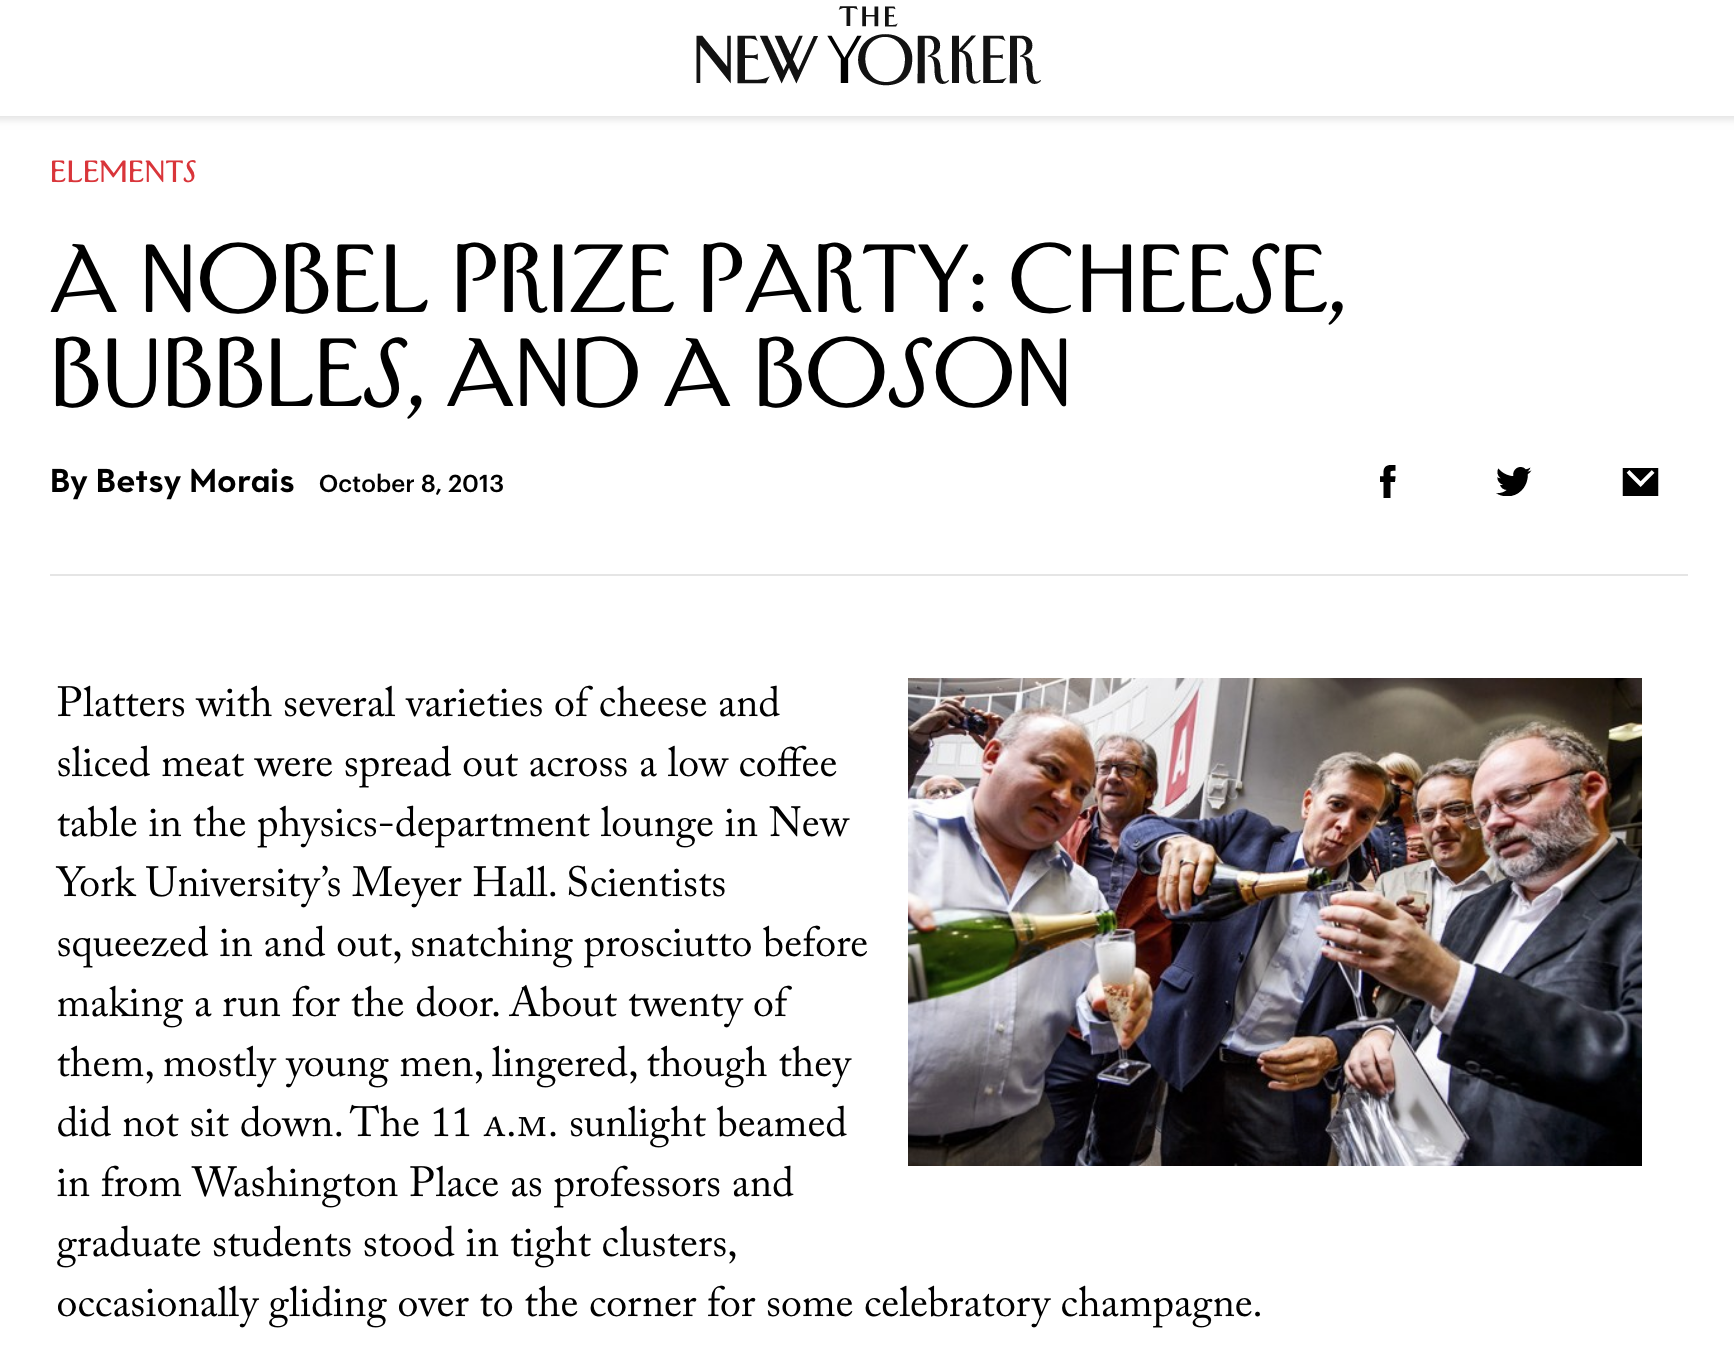 THE
NEW YORKER
ELEMENTS
A NOBEL PRIZE PARTY: CHEESE,
BUBBLES, AND A BOSON
By Betsy Morais October 8, 2013
Platters with several varieties of cheese and
sliced meat were spread out across a low coffee
table in the physics-department lounge in New
York University’s Meyer Hall. Scientists
squeezed in and out, snatching prosciutto before
making a run for the door. About twenty of
them, mostly young men, lingered, though they
did not sit down. The 11 A.M. sunlight beamed
in from Washington Place as professors and
graduate students stood in tight clusters,
occasionally gliding over to the corner for some celebratory champagne.
A